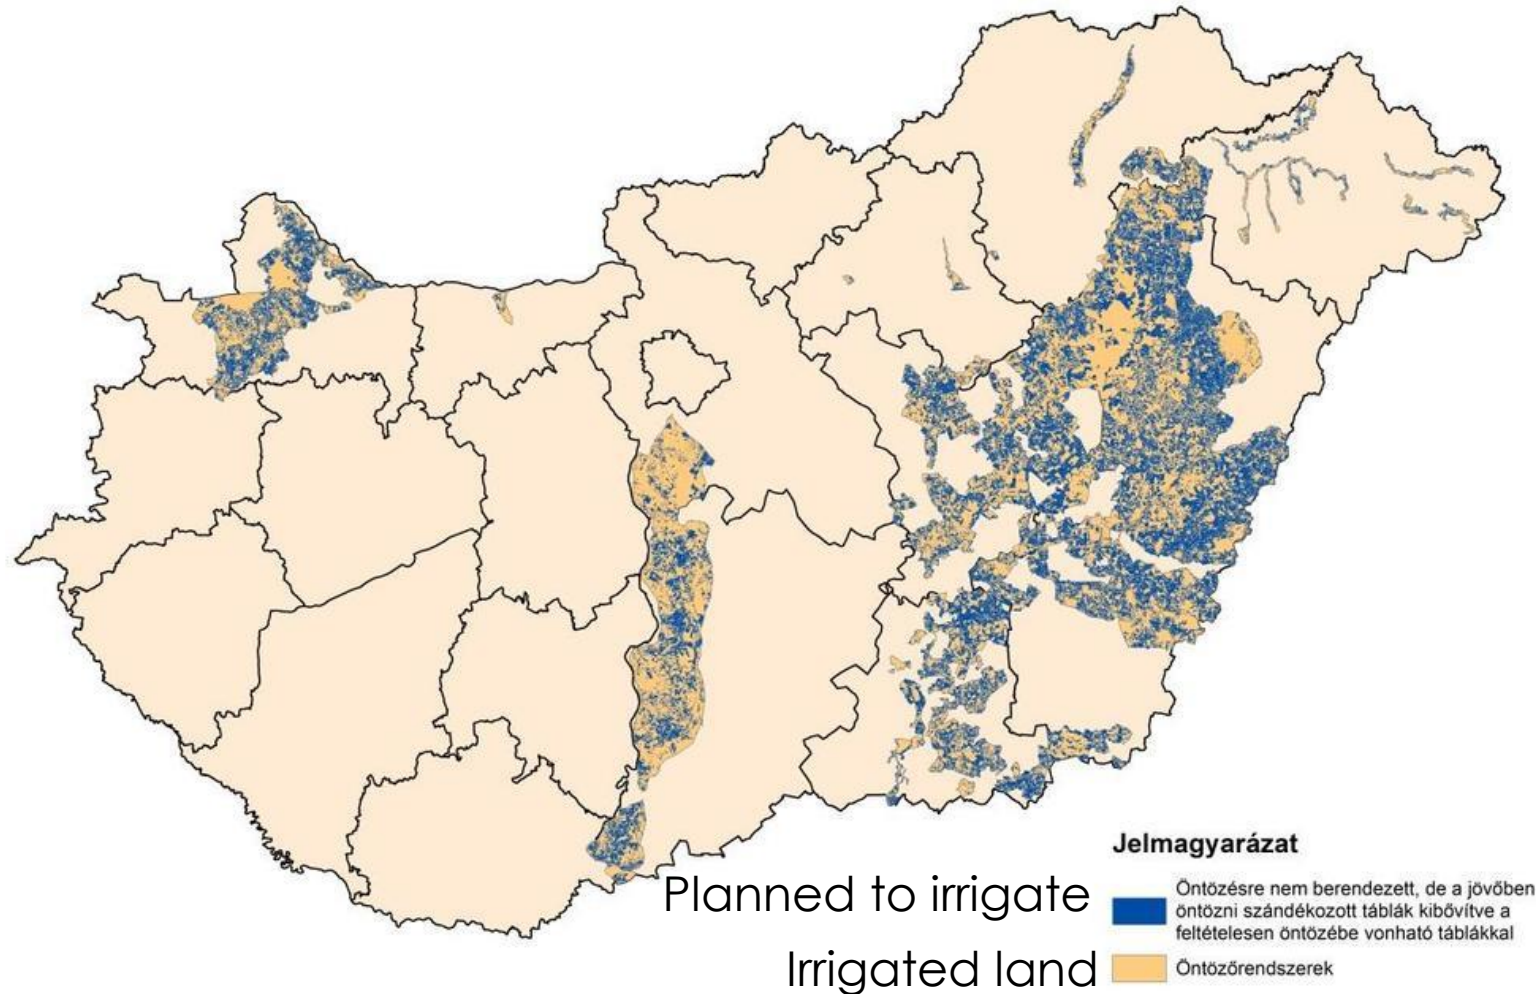 Jelmagyarázat
Planned to irrigate
Öntözésre nem berendezett, de a jövőben
öntözni szándékozott táblák kibővítve a
feltételesen öntözébe vonható táblákkal
Irrigated land
Öntözőrendszerek